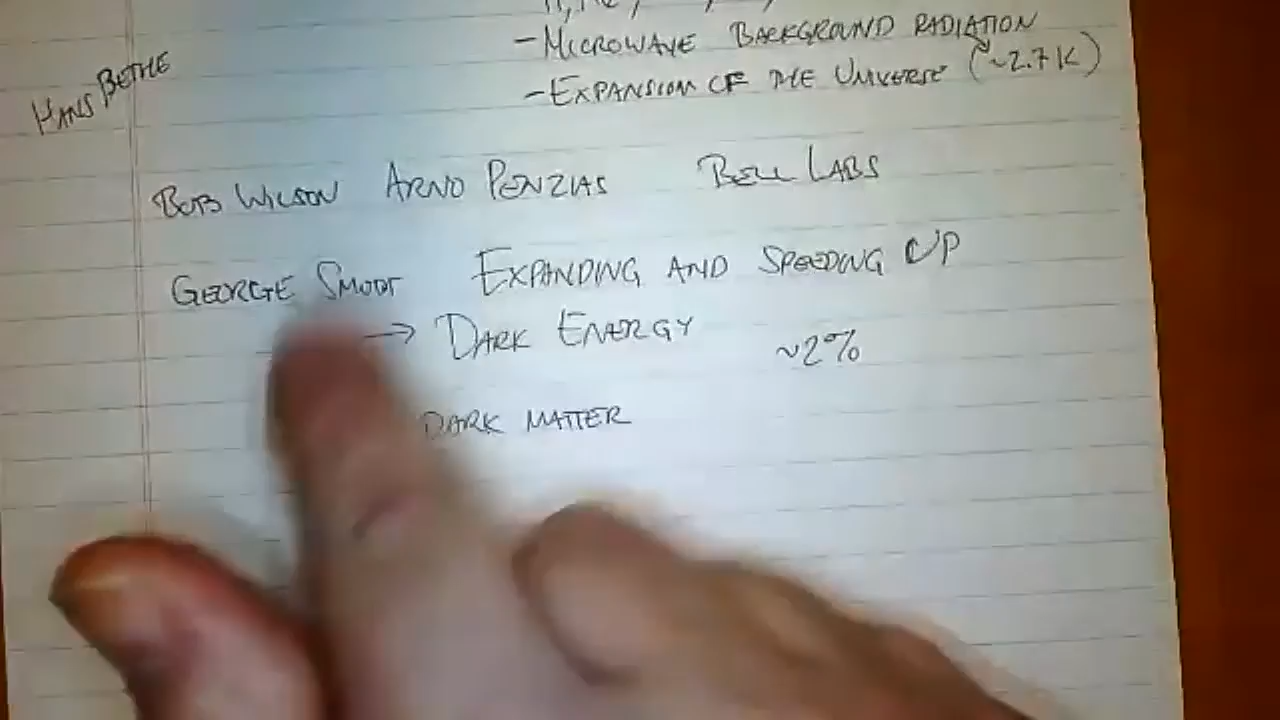 - MICROWAVE BACKGROUND RADIATION
- EXPANSION OF THE UNIVERSE (~2.7K)
HANS BETHE
BOB WILSON ARNO PENZIAS BELL LABS
GEORGE SMOOT EXPANDING AND SPEEDING UP
→ DARK ENERGY ~2%
DARK MATTER